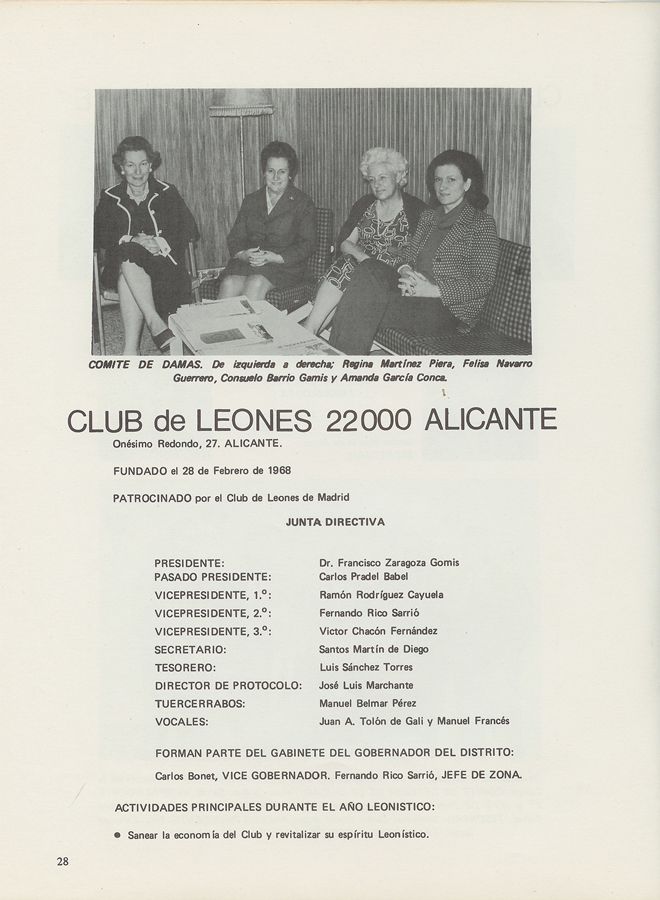 COMITE DE DAMAS. De izquierda a derecha; Regina Martínez Piera, Felisa Navarro
Guerrero, Consuelo Barrio Gamis y Amanda García Conca.
CLUB de LEONES 22000 ALICANTE
Onésimo Redondo, 27. ALICANTE.
FUNDADO el 28 de Febrero de 1968
PATROCINADO por el Club de Leones de Madrid
JUNTA DIRECTIVA
PRESIDENTE: Dr. Francisco Zaragoza Gomis
PASADO PRESIDENTE: Carlos Pradel Babel
VICEPRESIDENTE, 1.º: Ramón Rodríguez Cayuela
VICEPRESIDENTE, 2.º: Fernando Rico Sarrió
VICEPRESIDENTE, 3.º: Victor Chacón Fernández
SECRETARIO: Santos Martín de Diego
TESORERO: Luis Sánchez Torres
DIRECTOR DE PROTOCOLO: José Luis Marchante
TUERCERRABOS: Manuel Belmar Pérez
VOCALES: Juan A. Tolón de Gali y Manuel Francés
FORMAN PARTE DEL GABINETE DEL GOBERNADOR DEL DISTRITO:
Carlos Bonet, VICE GOBERNADOR. Fernando Rico Sarrió, JEFE DE ZONA.
ACTIVIDADES PRINCIPALES DURANTE EL AÑO LEONISTICO:
● Sanear la economía del Club y revitalizar su espíritu Leonístico.
28